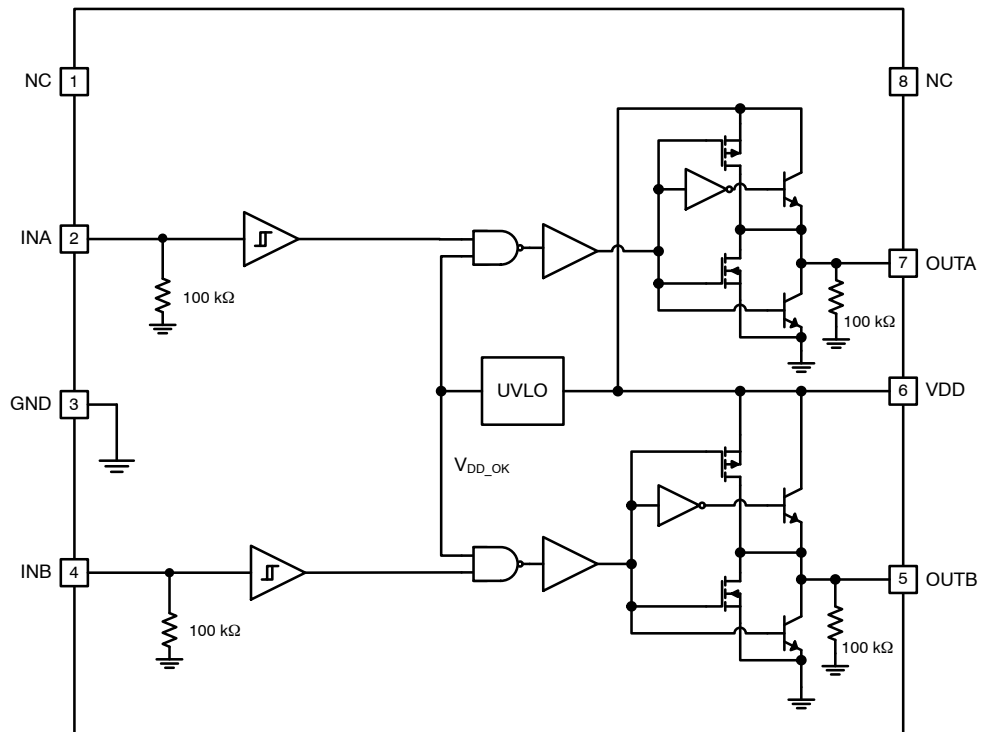 NC 1
8 NC
INA 2
100 kΩ
7 OUTA
100 kΩ
GND 3
UVLO
6 VDD
VDD_OK
INB 4
100 kΩ
5 OUTB
100 kΩ